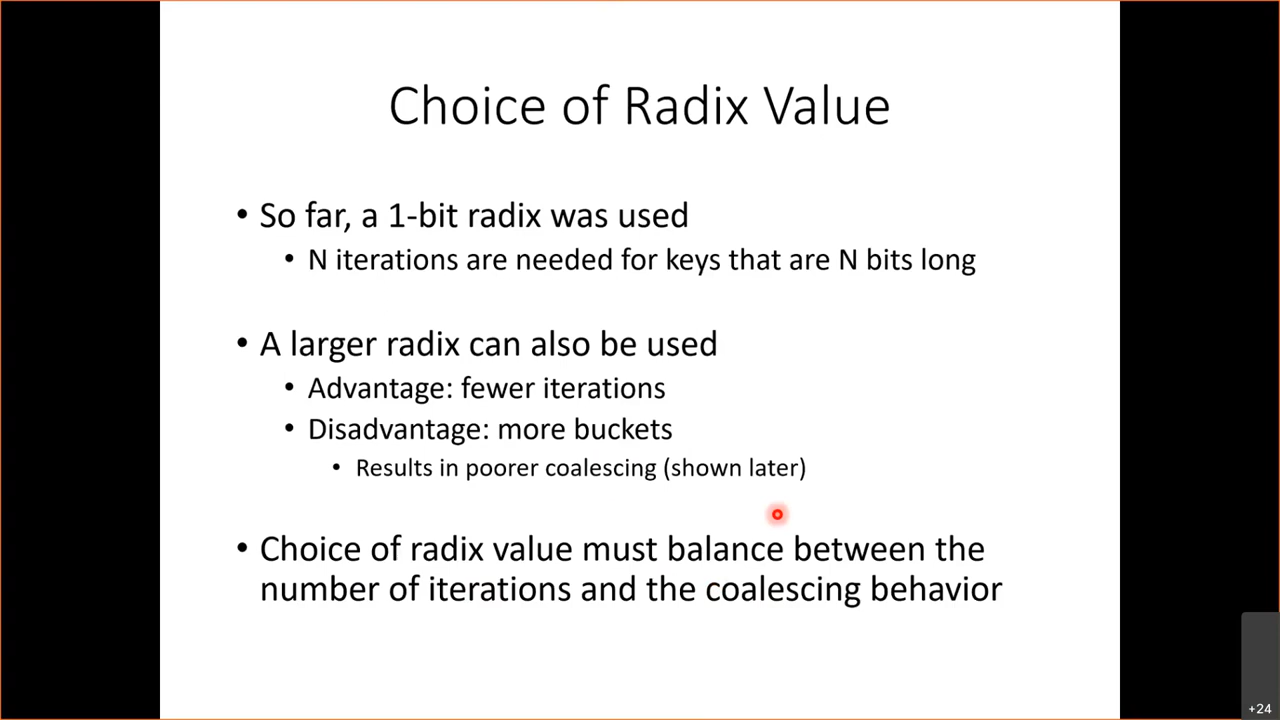 Choice of Radix Value
• So far, a 1-bit radix was used
• N iterations are needed for keys that are N bits long
• A larger radix can also be used
• Advantage: fewer iterations
• Disadvantage: more buckets
• Results in poorer coalescing (shown later)
• Choice of radix value must balance between the
number of iterations and the coalescing behavior
+24